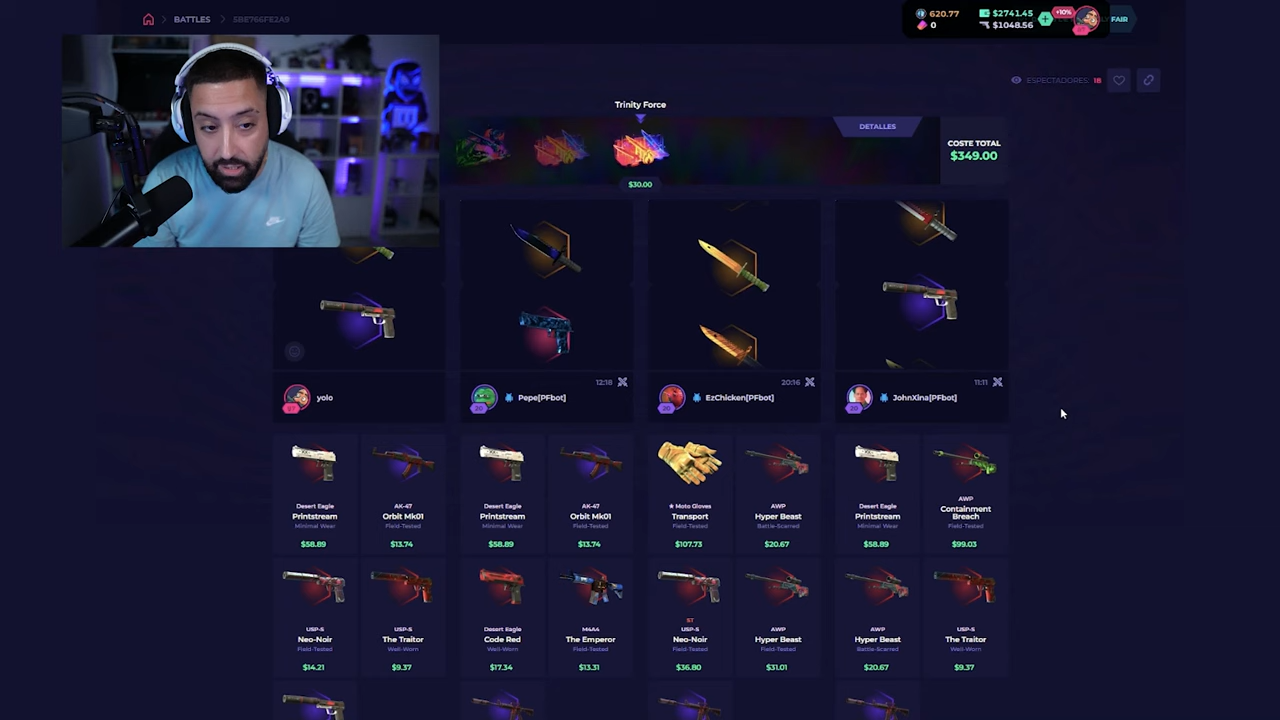 BATTLES
5BE766FE2A9
620.77
0
$2741.45
$1048.56
+10%
FAIR
ESPECTADORES: 18
Trinity Force
DETALLES
COSTE TOTAL
$349.00
$30.00
yolo
12:18
20
Pepe[PFbot]
20:16
20
EzChicken[PFbot]
11:11
20
JohnXina[PFbot]
Desert Eagle
Printstream
Minimal Wear
$58.89
AK-47
Orbit Mk01
Field-Tested
$13.74
Desert Eagle
Printstream
Minimal Wear
$58.89
AK-47
Orbit Mk01
Field-Tested
$13.74
★ Moto Gloves
Transport
Field-Tested
$107.73
AWP
Hyper Beast
Battle-Scarred
$20.67
Desert Eagle
Printstream
Minimal Wear
$58.89
AWP
Containment
Breach
Field-Tested
$99.03
USP-S
Neo-Noir
Field-Tested
$14.21
USP-S
The Traitor
Well-Worn
$9.37
Desert Eagle
Code Red
Well-Worn
$17.34
M4A4
The Emperor
Field-Tested
$13.31
ST
USP-S
Neo-Noir
Field-Tested
$36.80
AWP
Hyper Beast
Field-Tested
$31.01
AWP
Hyper Beast
Battle-Scarred
$20.67
USP-S
The Traitor
Well-Worn
$9.37